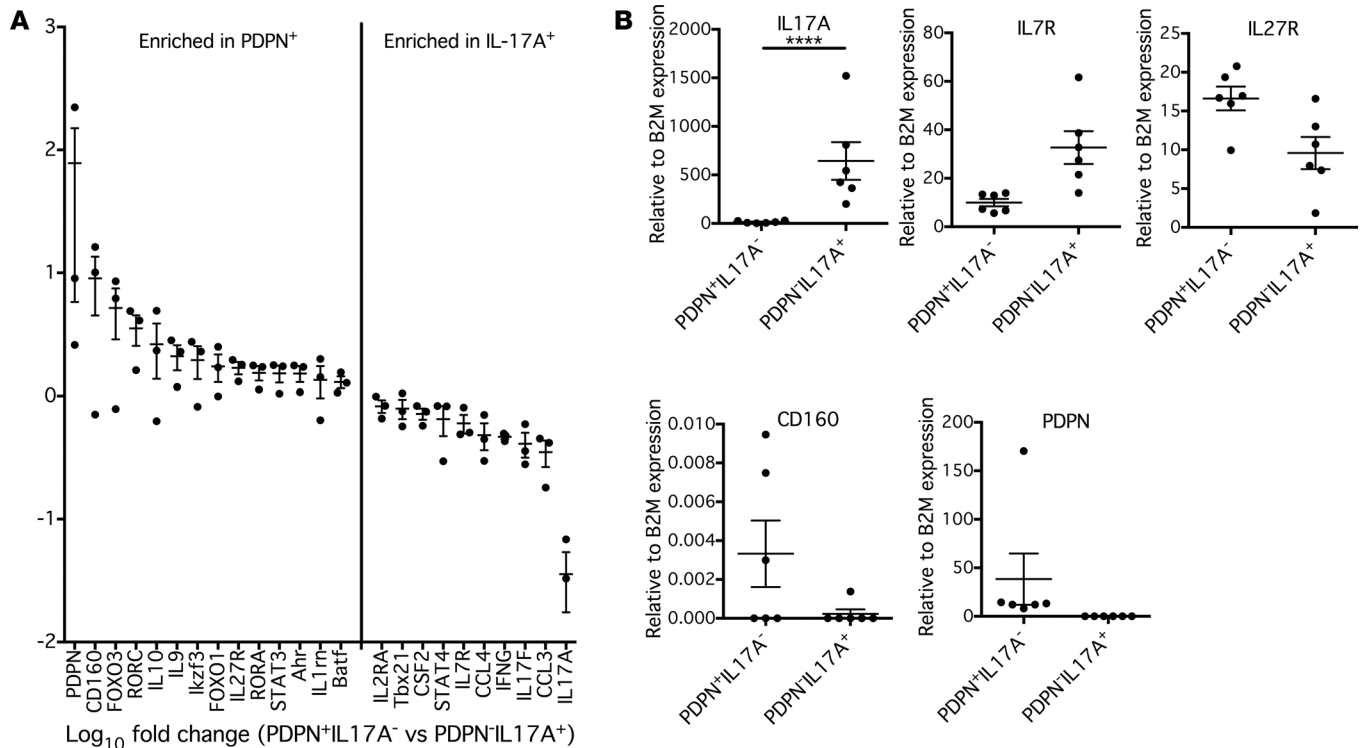 A
3
2
1
0
-1
-2
Enriched in PDPN⁺
Enriched in IL-17A⁺
PDPN
CD160
FOXO3
RORC
IL10
IL9
Ikzf3
FOXO1
IL27R
RORA
STAT3
Ahr
IL1rn
Batf
IL2RA
Tbx21
CSF2
STAT4
IL7R
CCL4
IFNG
IL17F
CCL3
IL17A
Log₁₀ fold change (PDPN⁺IL17A⁻ vs PDPN⁻IL17A⁺)
B
IL17A
****
Relative to B2M expression
2000
1500
1000
500
0
PDPN⁺IL17A⁻
PDPN⁻IL17A⁺
IL7R
Relative to B2M expression
80
60
40
20
0
PDPN⁺IL17A⁻
PDPN⁻IL17A⁺
IL27R
Relative to B2M expression
25
20
15
10
5
0
PDPN⁺IL17A⁻
PDPN⁻IL17A⁺
CD160
Relative to B2M expression
0.010
0.008
0.006
0.004
0.002
0.000
PDPN⁺IL17A⁻
PDPN⁻IL17A⁺
PDPN
Relative to B2M expression
200
150
100
50
0
PDPN⁺IL17A⁻
PDPN⁻IL17A⁺